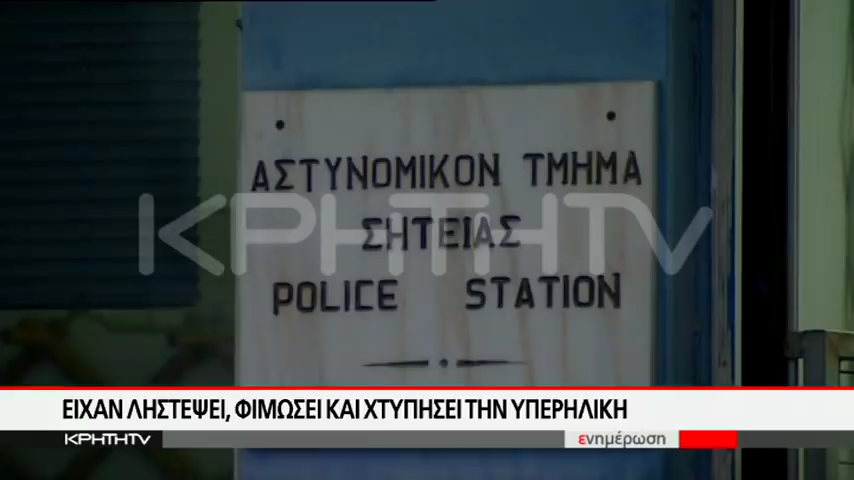 ΑΣΤΥΝΟΜΙΚΟΝ ΤΜΗΜΑ
ΣΗΤΕΙΑΣ
ΚΡΗΤΗTV
POLICE STATION
ΕΙΧΑΝ ΛΗΣΤΕΨΕΙ, ΦΙΜΩΣΕΙ ΚΑΙ ΧΤΥΠΗΣΕΙ ΤΗΝ ΥΠΕΡΗΛΙΚΗ
ΚΡΗΤΗTV ενημέρωση